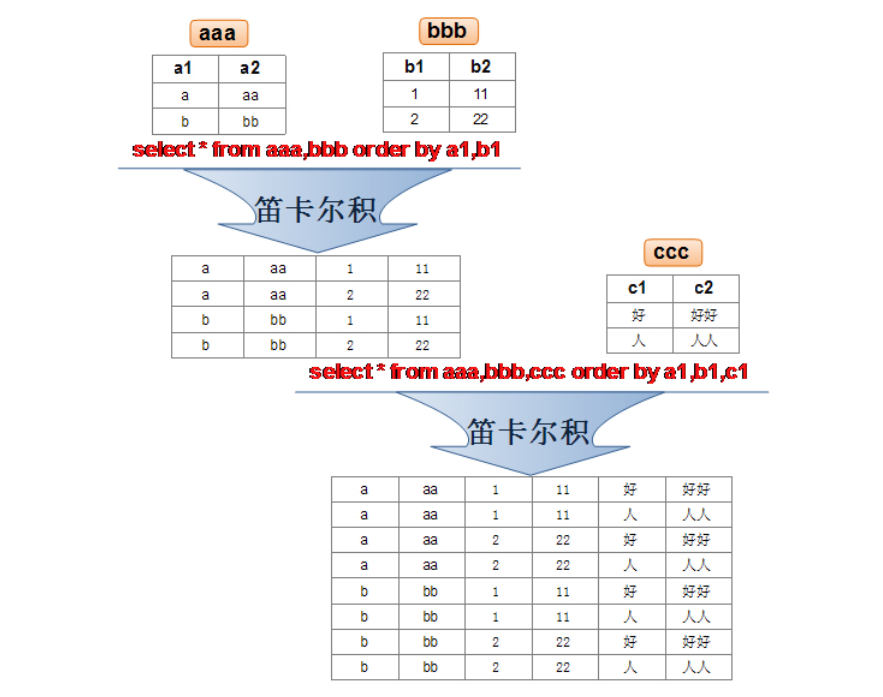 aaa bbb
a1 a2 b1 b2
a aa 1 11
b bb 2 22
select * from aaa,bbb order by a1,b1
笛卡尔积
a aa 1 11
a aa 2 22
b bb 1 11
b bb 2 22
ccc
c1 c2
好 好好
人 人人
select * from aaa,bbb,ccc order by a1,b1,c1
笛卡尔积
a aa 1 11 好 好好
a aa 1 11 人 人人
a aa 2 22 好 好好
a aa 2 22 人 人人
b bb 1 11 好 好好
b bb 1 11 人 人人
b bb 2 22 好 好好
b bb 2 22 人 人人